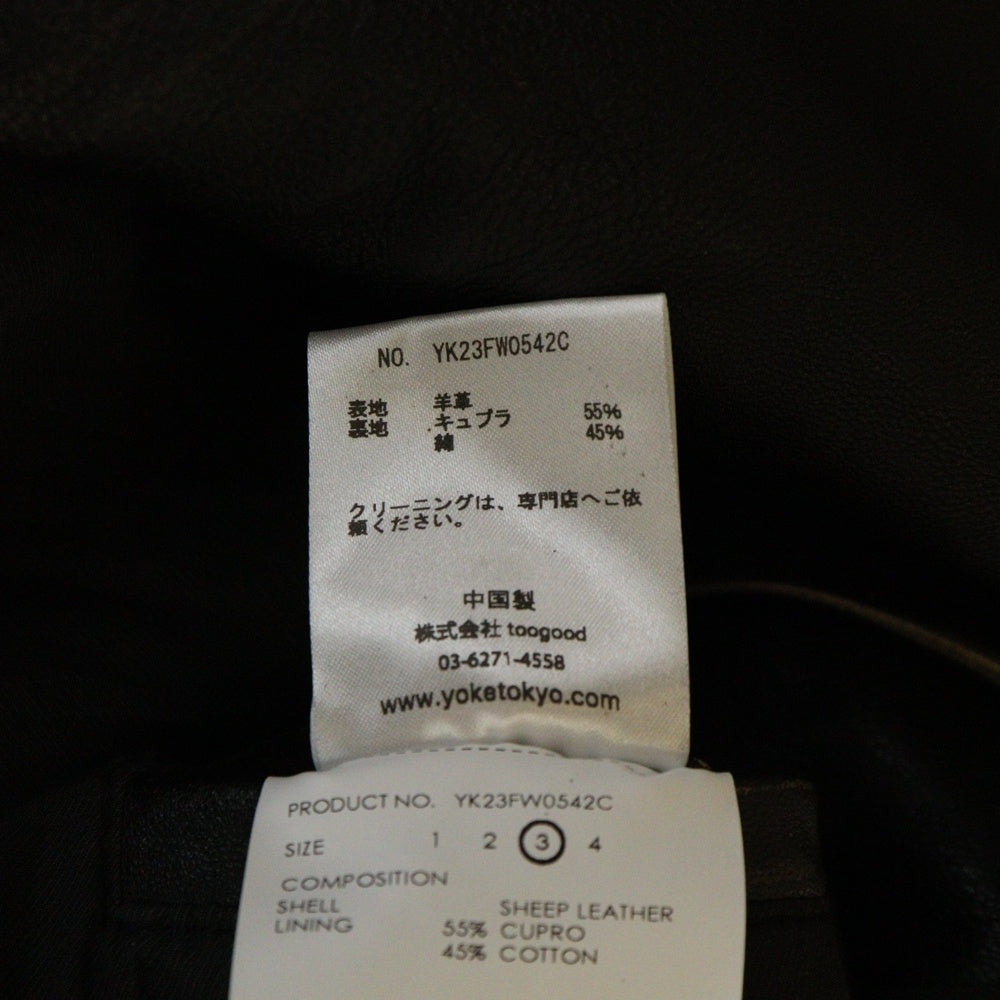 NO. YK23FW0542C
表地 羊革
裏地 キュプラ 55%
綿 45%
クリーニングは、専門店へご依
頼ください。
中国製
株式会社 toogood
03-6271-4558
www.yoketokyo.com
PRODUCT NO. YK23FW0542C
SIZE 1 2 3 4
COMPOSITION
SHELL SHEEP LEATHER
LINING 55% CUPRO
45% COTTON